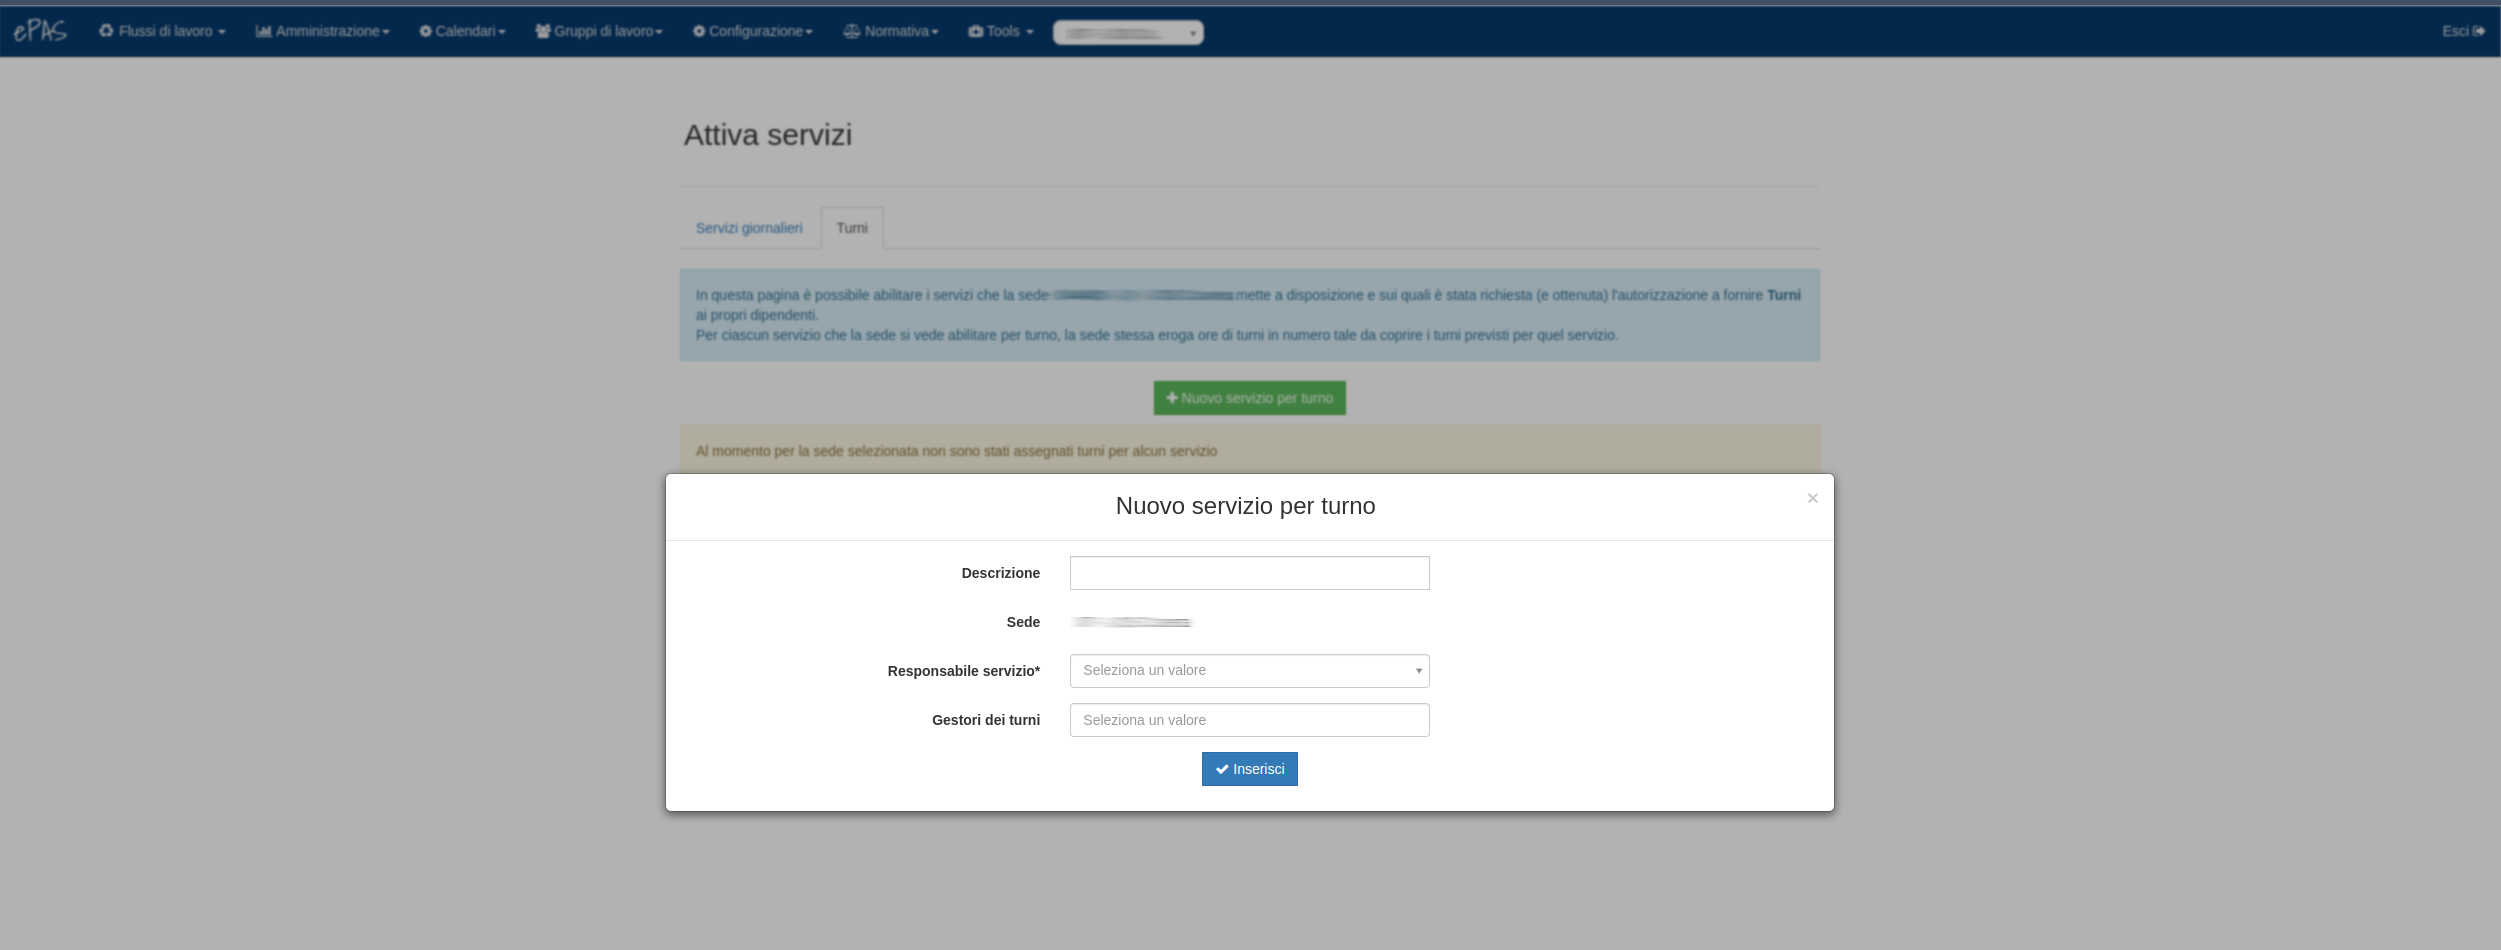 ePAS Flussi di lavoro Amministrazione Calendari Gruppi di lavoro Configurazione Normativa Tools Esci
Attiva servizi
Servizi giornalieri Turni
In questa pagina è possibile abilitare i servizi che la sede mette a disposizione e sui quali è stata richiesta (e ottenuta) l'autorizzazione a fornire Turni
ai propri dipendenti.
Per ciascun servizio che la sede si vede abilitare per turno, la sede stessa eroga ore di turni in numero tale da coprire i turni previsti per quel servizio.
Nuovo servizio per turno
Al momento per la sede selezionata non sono stati assegnati turni per alcun servizio
Nuovo servizio per turno ×
Descrizione
Sede
Responsabile servizio* Seleziona un valore
Gestori dei turni Seleziona un valore
Inserisci